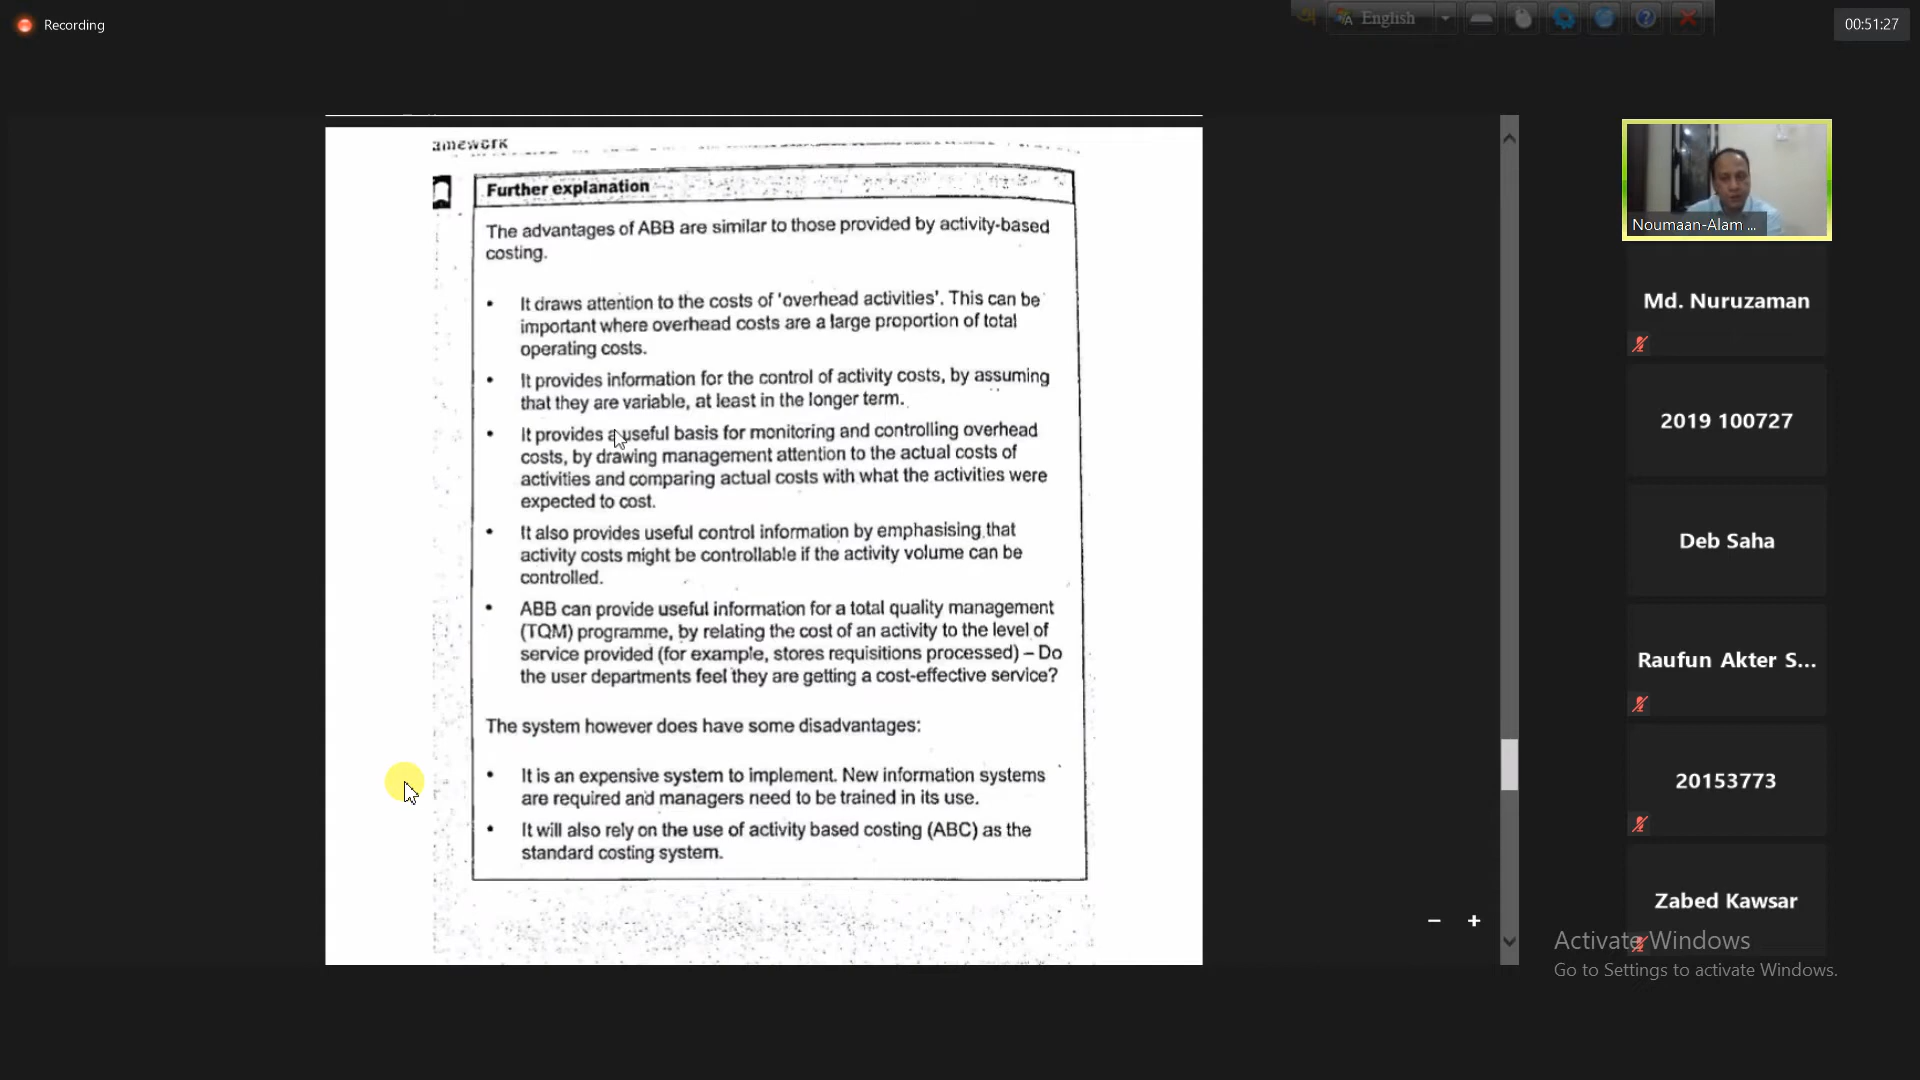 Recording
English
00:51:27
amework
Further explanation
The advantages of ABB are similar to those provided by activity-based
costing.
• It draws attention to the costs of 'overhead activities'. This can be
important where overhead costs are a large proportion of total
operating costs.
• It provides information for the control of activity costs, by assuming
that they are variable, at least in the longer term.
• It provides a useful basis for monitoring and controlling overhead
costs, by drawing management attention to the actual costs of
activities and comparing actual costs with what the activities were
expected to cost.
• It also provides useful control information by emphasising that
activity costs might be controllable if the activity volume can be
controlled.
• ABB can provide useful information for a total quality management
(TQM) programme, by relating the cost of an activity to the level of
service provided (for example, stores requisitions processed) – Do
the user departments feel they are getting a cost-effective service?
The system however does have some disadvantages:
• It is an expensive system to implement. New information systems
are required and managers need to be trained in its use.
• It will also rely on the use of activity based costing (ABC) as the
standard costing system.
Noumaan-Alam ...
Md. Nuruzaman
2019 100727
Deb Saha
Raufun Akter S...
20153773
Zabed Kawsar
Activate Windows
Go to Settings to activate Windows.